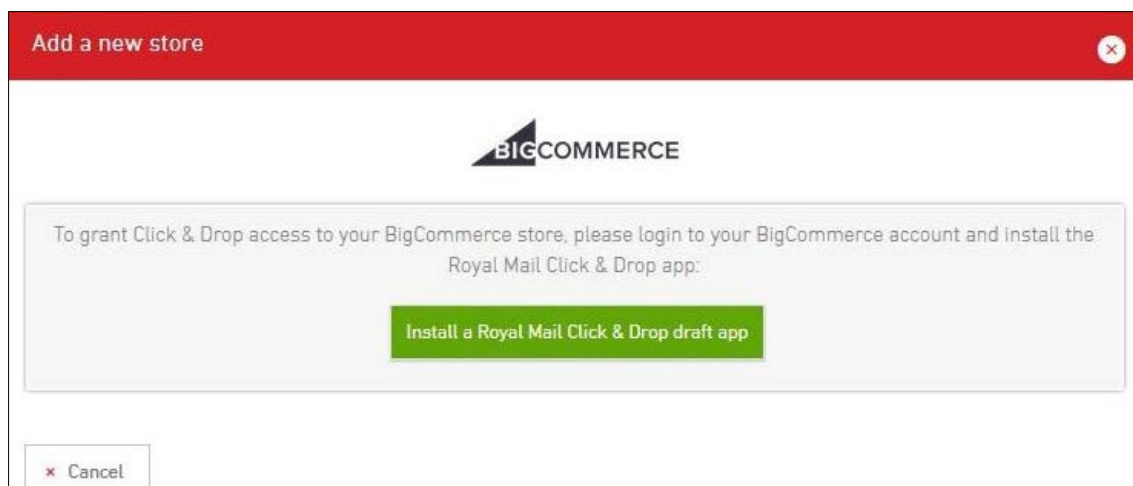 Add a new store
BIGCOMMERCE
To grant Click & Drop access to your BigCommerce store, please login to your BigCommerce account and install the
Royal Mail Click & Drop app:
Install a Royal Mail Click & Drop draft app
× Cancel